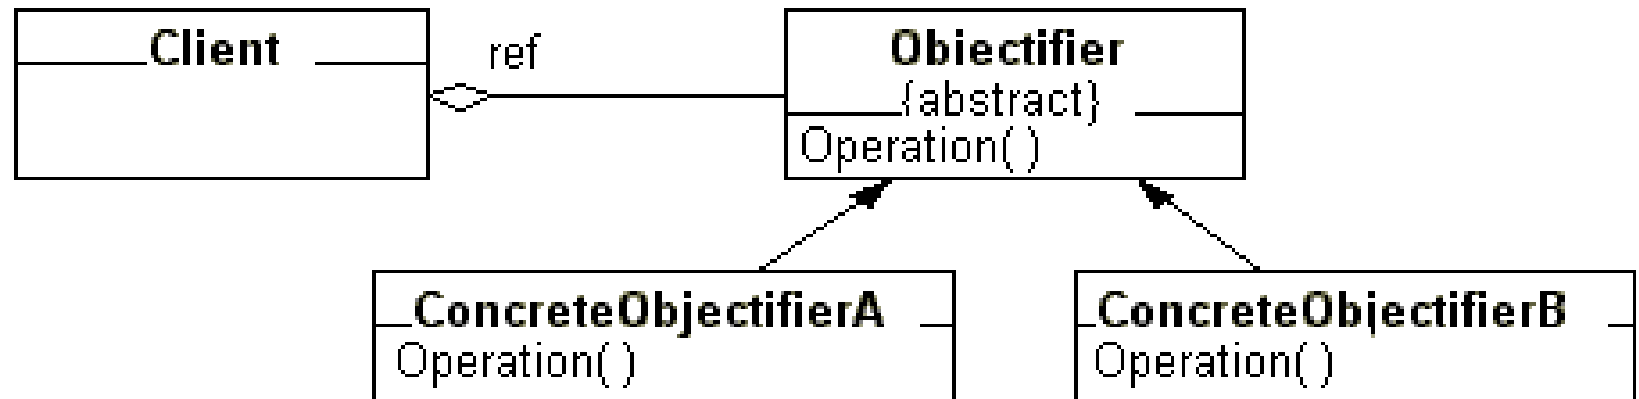 Client
ref
Obiectifier
{abstract}
Operation( )
ConcreteObjectifierA
Operation( )
ConcreteObjectifierB
Operation( )